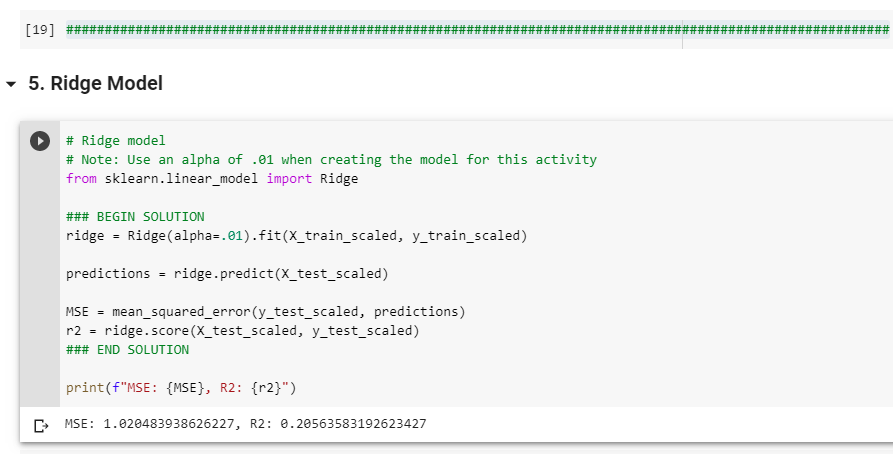 [19] ###########################################################################################################
5. Ridge Model
# Ridge model
# Note: Use an alpha of .01 when creating the model for this activity
from sklearn.linear_model import Ridge
### BEGIN SOLUTION
ridge = Ridge(alpha=.01).fit(X_train_scaled, y_train_scaled)
predictions = ridge.predict(X_test_scaled)
MSE = mean_squared_error(y_test_scaled, predictions)
r2 = ridge.score(X_test_scaled, y_test_scaled)
### END SOLUTION
print(f"MSE: {MSE}, R2: {r2}")
MSE: 1.020483938626227, R2: 0.20563583192623427